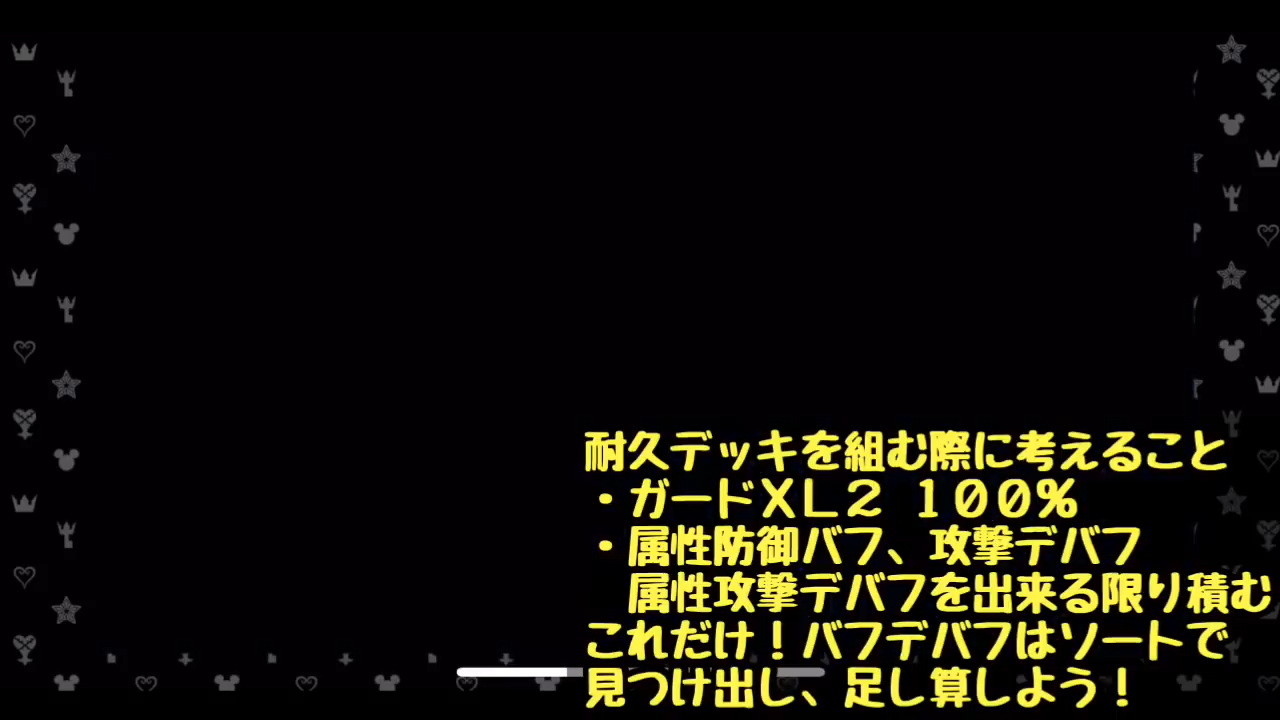 耐久デッキを組む際に考えること
・ガードＸＬ２ １００％
・属性防御バフ、攻撃デバフ
　属性攻撃デバフを出来る限り積む
これだけ！バフデバフはソートで
見つけ出し、足し算しよう！